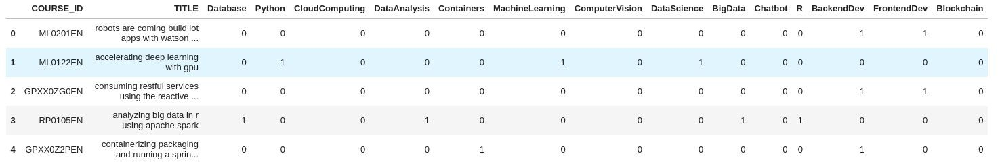 COURSE_ID TITLE Database Python CloudComputing DataAnalysis Containers MachineLearning ComputerVision DataScience BigData Chatbot R BackendDev FrontendDev Blockchain
0 ML0201EN robots are coming build iot apps with watson ... 0 0 0 0 0 0 0 0 0 0 0 1 1 0
1 ML0122EN accelerating deep learning with gpu 0 1 0 0 0 1 0 1 0 0 0 0 0 0
2 GPXX0ZG0EN consuming restful services using the reactive ... 0 0 0 0 0 0 0 0 0 0 0 1 1 0
3 RP0105EN analyzing big data in r using apache spark 1 0 0 1 0 0 0 0 1 0 1 0 0 0
4 GPXX0Z2PEN containerizing packaging and running a sprin... 0 0 0 0 1 0 0 0 0 0 0 1 0 0